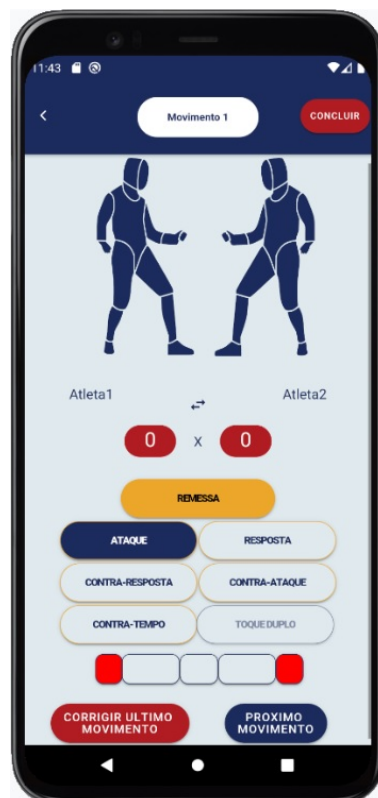 11:43
Movimento 1
CONCLUIR
Atleta1
Atleta2
0 x 0
REMESSA
ATAQUE
RESPOSTA
CONTRA-RESPOSTA
CONTRA-ATAQUE
CONTRA-TEMPO
TOQUE DUPLO
CORRIGIR ULTIMO
MOVIMENTO
PROXIMO
MOVIMENTO